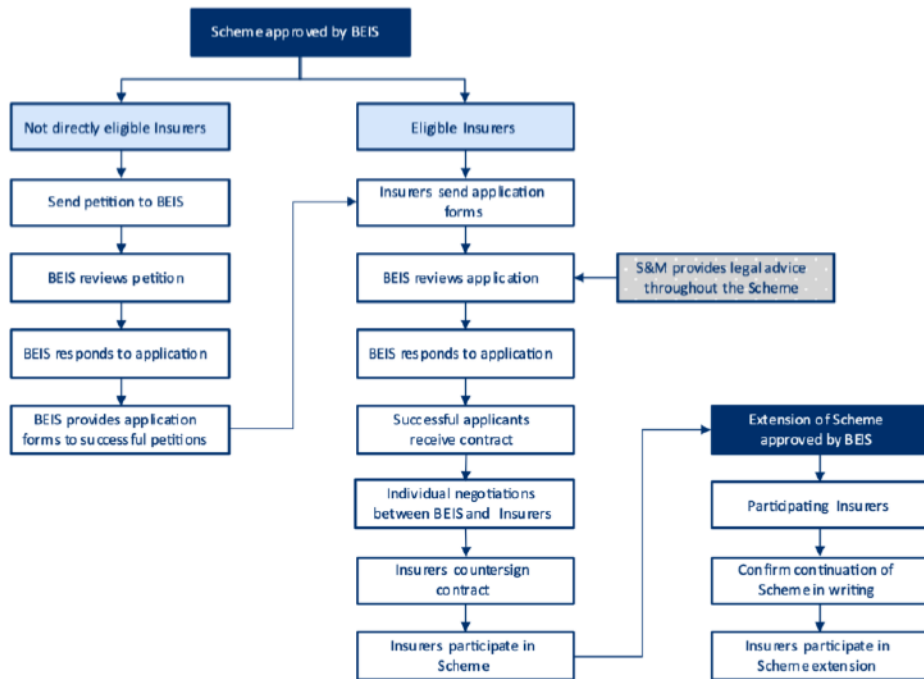 Scheme approved by BEIS
Not directly eligible Insurers
Send petition to BEIS
BEIS reviews petition
BEIS responds to application
BEIS provides application
forms to successful petitions
Eligible Insurers
Insurers send application
forms
BEIS reviews application
S&M provides legal advice
throughout the Scheme
BEIS responds to application
Successful applicants
receive contract
Individual negotiations
between BEIS and Insurers
Insurers countersign
contract
Insurers participate in
Scheme
Extension of Scheme
approved by BEIS
Participating Insurers
Confirm continuation of
Scheme in writing
Insurers participate in
Scheme extension